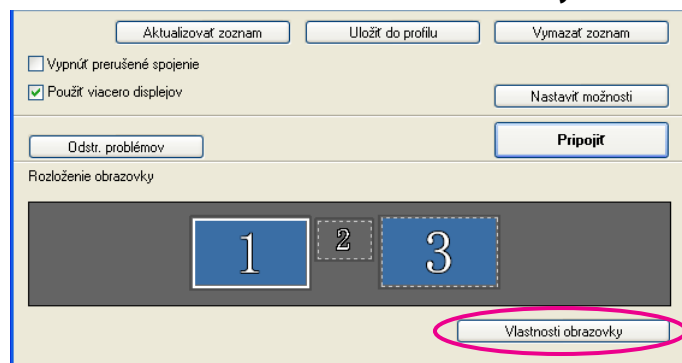 Aktualizovať zoznam Uložiť do profilu Vymazať zoznam
Vypnúť prerušené spojenie
Použiť viacero displejov Nastaviť možnosti
Odstr. problémov Pripojiť
Rozloženie obrazovky
1 2 3
Vlastnosti obrazovky